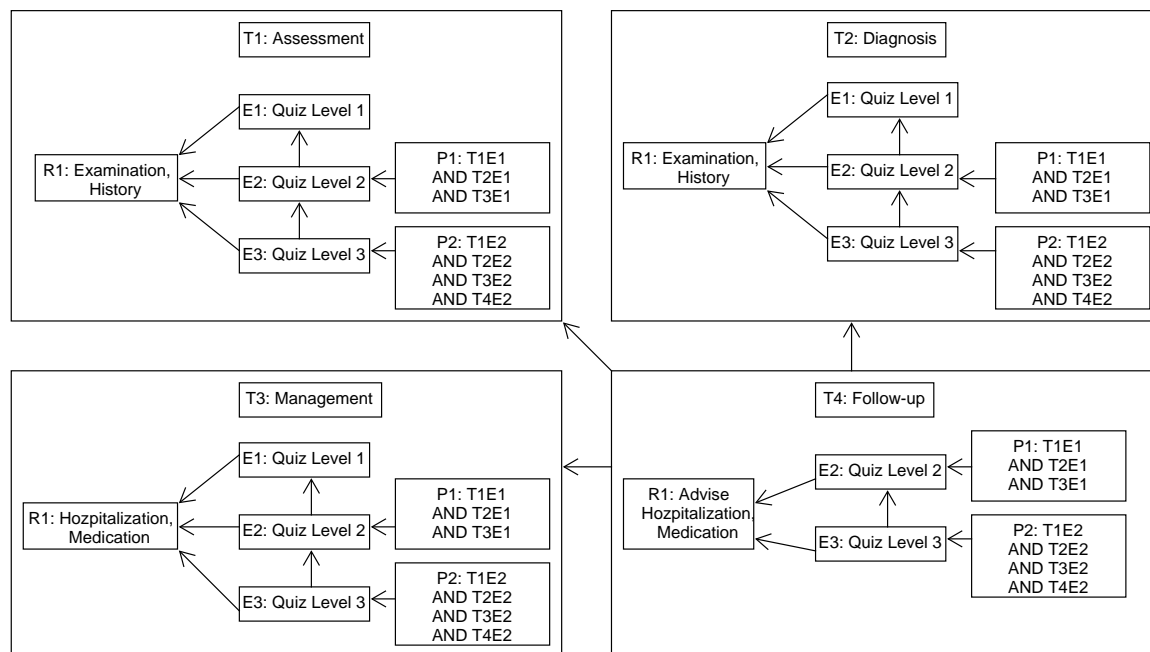 T1: Assessment
E1: Quiz Level 1
R1: Examination,
History
E2: Quiz Level 2
P1: T1E1
AND T2E1
AND T3E1
E3: Quiz Level 3
P2: T1E2
AND T2E2
AND T3E2
AND T4E2
T2: Diagnosis
E1: Quiz Level 1
R1: Examination,
History
E2: Quiz Level 2
P1: T1E1
AND T2E1
AND T3E1
E3: Quiz Level 3
P2: T1E2
AND T2E2
AND T3E2
AND T4E2
T3: Management
E1: Quiz Level 1
R1: Hozpitalization,
Medication
E2: Quiz Level 2
P1: T1E1
AND T2E1
AND T3E1
E3: Quiz Level 3
P2: T1E2
AND T2E2
AND T3E2
AND T4E2
T4: Follow-up
R1: Advise
Hozpitalization,
Medication
E2: Quiz Level 2
P1: T1E1
AND T2E1
AND T3E1
E3: Quiz Level 3
P2: T1E2
AND T2E2
AND T3E2
AND T4E2